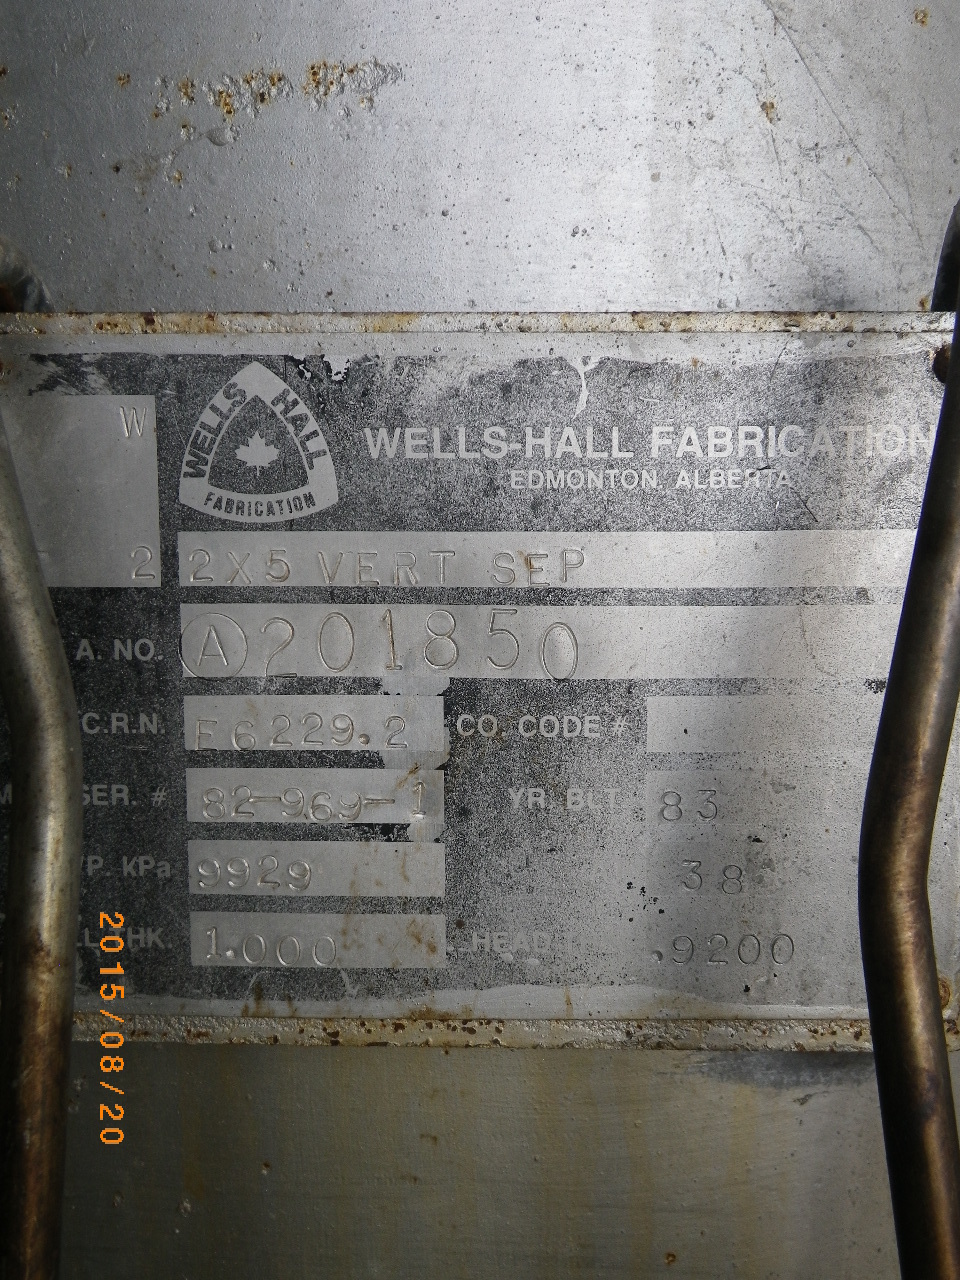 W
2
WELLS HALL
FABRICATION
WELLS-HALL FABRICATION
EDMONTON, ALBERTA
2X5 VERT SEP
A. NO. A 201850
C.R.N. F6229.2 CO. CODE #
SER. # 82-969-1 YR. BLT. 83
P. KPa 9929 38
THK. 1.000 HEAD .9200
2015/08/20